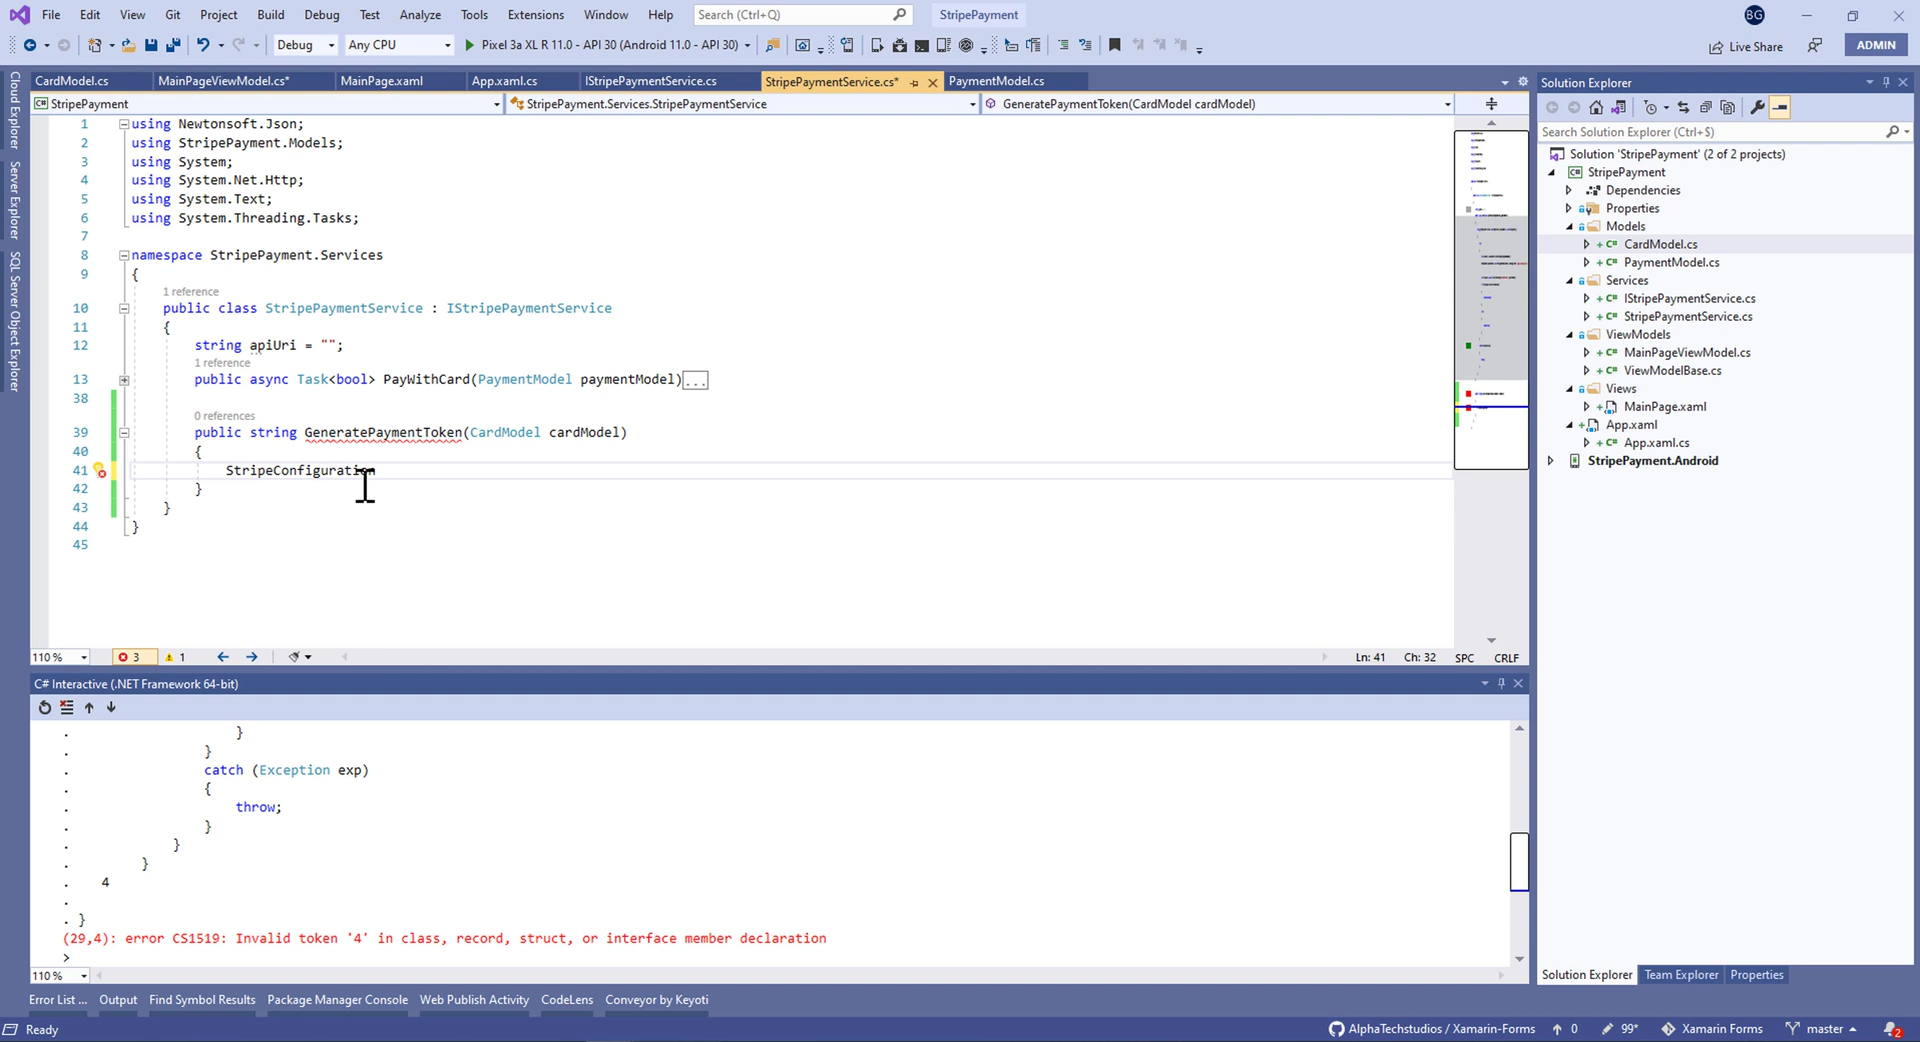 File Edit View Git Project Build Debug Test Analyze Tools Extensions Window Help Search (Ctrl+Q) StripePayment BG
Debug Any CPU Pixel 3a XL R 11.0 - API 30 (Android 11.0 - API 30) Live Share ADMIN
CardModel.cs MainPageViewModel.cs* MainPage.xaml App.xaml.cs IStripePaymentService.cs StripePaymentService.cs* PaymentModel.cs
StripePayment StripePayment.Services.StripePaymentService GeneratePaymentToken(CardModel cardModel)
Cloud Explorer
Server Explorer
SQL Server Object Explorer
1 using Newtonsoft.Json;
2 using StripePayment.Models;
3 using System;
4 using System.Net.Http;
5 using System.Text;
6 using System.Threading.Tasks;
7
8 namespace StripePayment.Services
9 {
1 reference
10 public class StripePaymentService : IStripePaymentService
11 {
12 string apiUri = "";
1 reference
13 public async Task<bool> PayWithCard(PaymentModel paymentModel)...
38
0 references
39 public string GeneratePaymentToken(CardModel cardModel)
40 {
41 StripeConfiguration
42 }
43 }
44 }
45
110 % 3 1 Ln: 41 Ch: 32 SPC CRLF
C# Interactive (.NET Framework 64-bit)
. }
. }
. catch (Exception exp)
. {
. throw;
. }
. }
. }
. 4
.
. }
(29,4): error CS1519: Invalid token '4' in class, record, struct, or interface member declaration
>
110 %
Error List ... Output Find Symbol Results Package Manager Console Web Publish Activity CodeLens Conveyor by Keyoti
Solution Explorer
Search Solution Explorer (Ctrl+$)
Solution 'StripePayment' (2 of 2 projects)
StripePayment
Dependencies
Properties
Models
CardModel.cs
PaymentModel.cs
Services
IStripePaymentService.cs
StripePaymentService.cs
ViewModels
MainPageViewModel.cs
ViewModelBase.cs
Views
MainPage.xaml
App.xaml
App.xaml.cs
StripePayment.Android
Solution Explorer Team Explorer Properties
Ready AlphaTechstudios / Xamarin-Forms 0 99* Xamarin Forms master 2